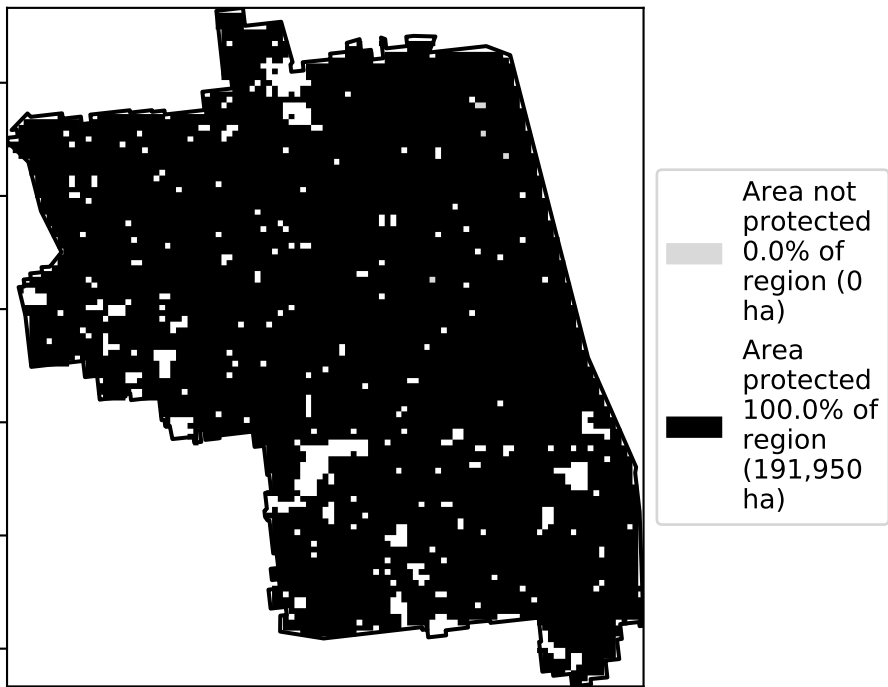 Area not
protected
0.0% of
region (0
ha)
Area
protected
100.0% of
region
(191,950
ha)